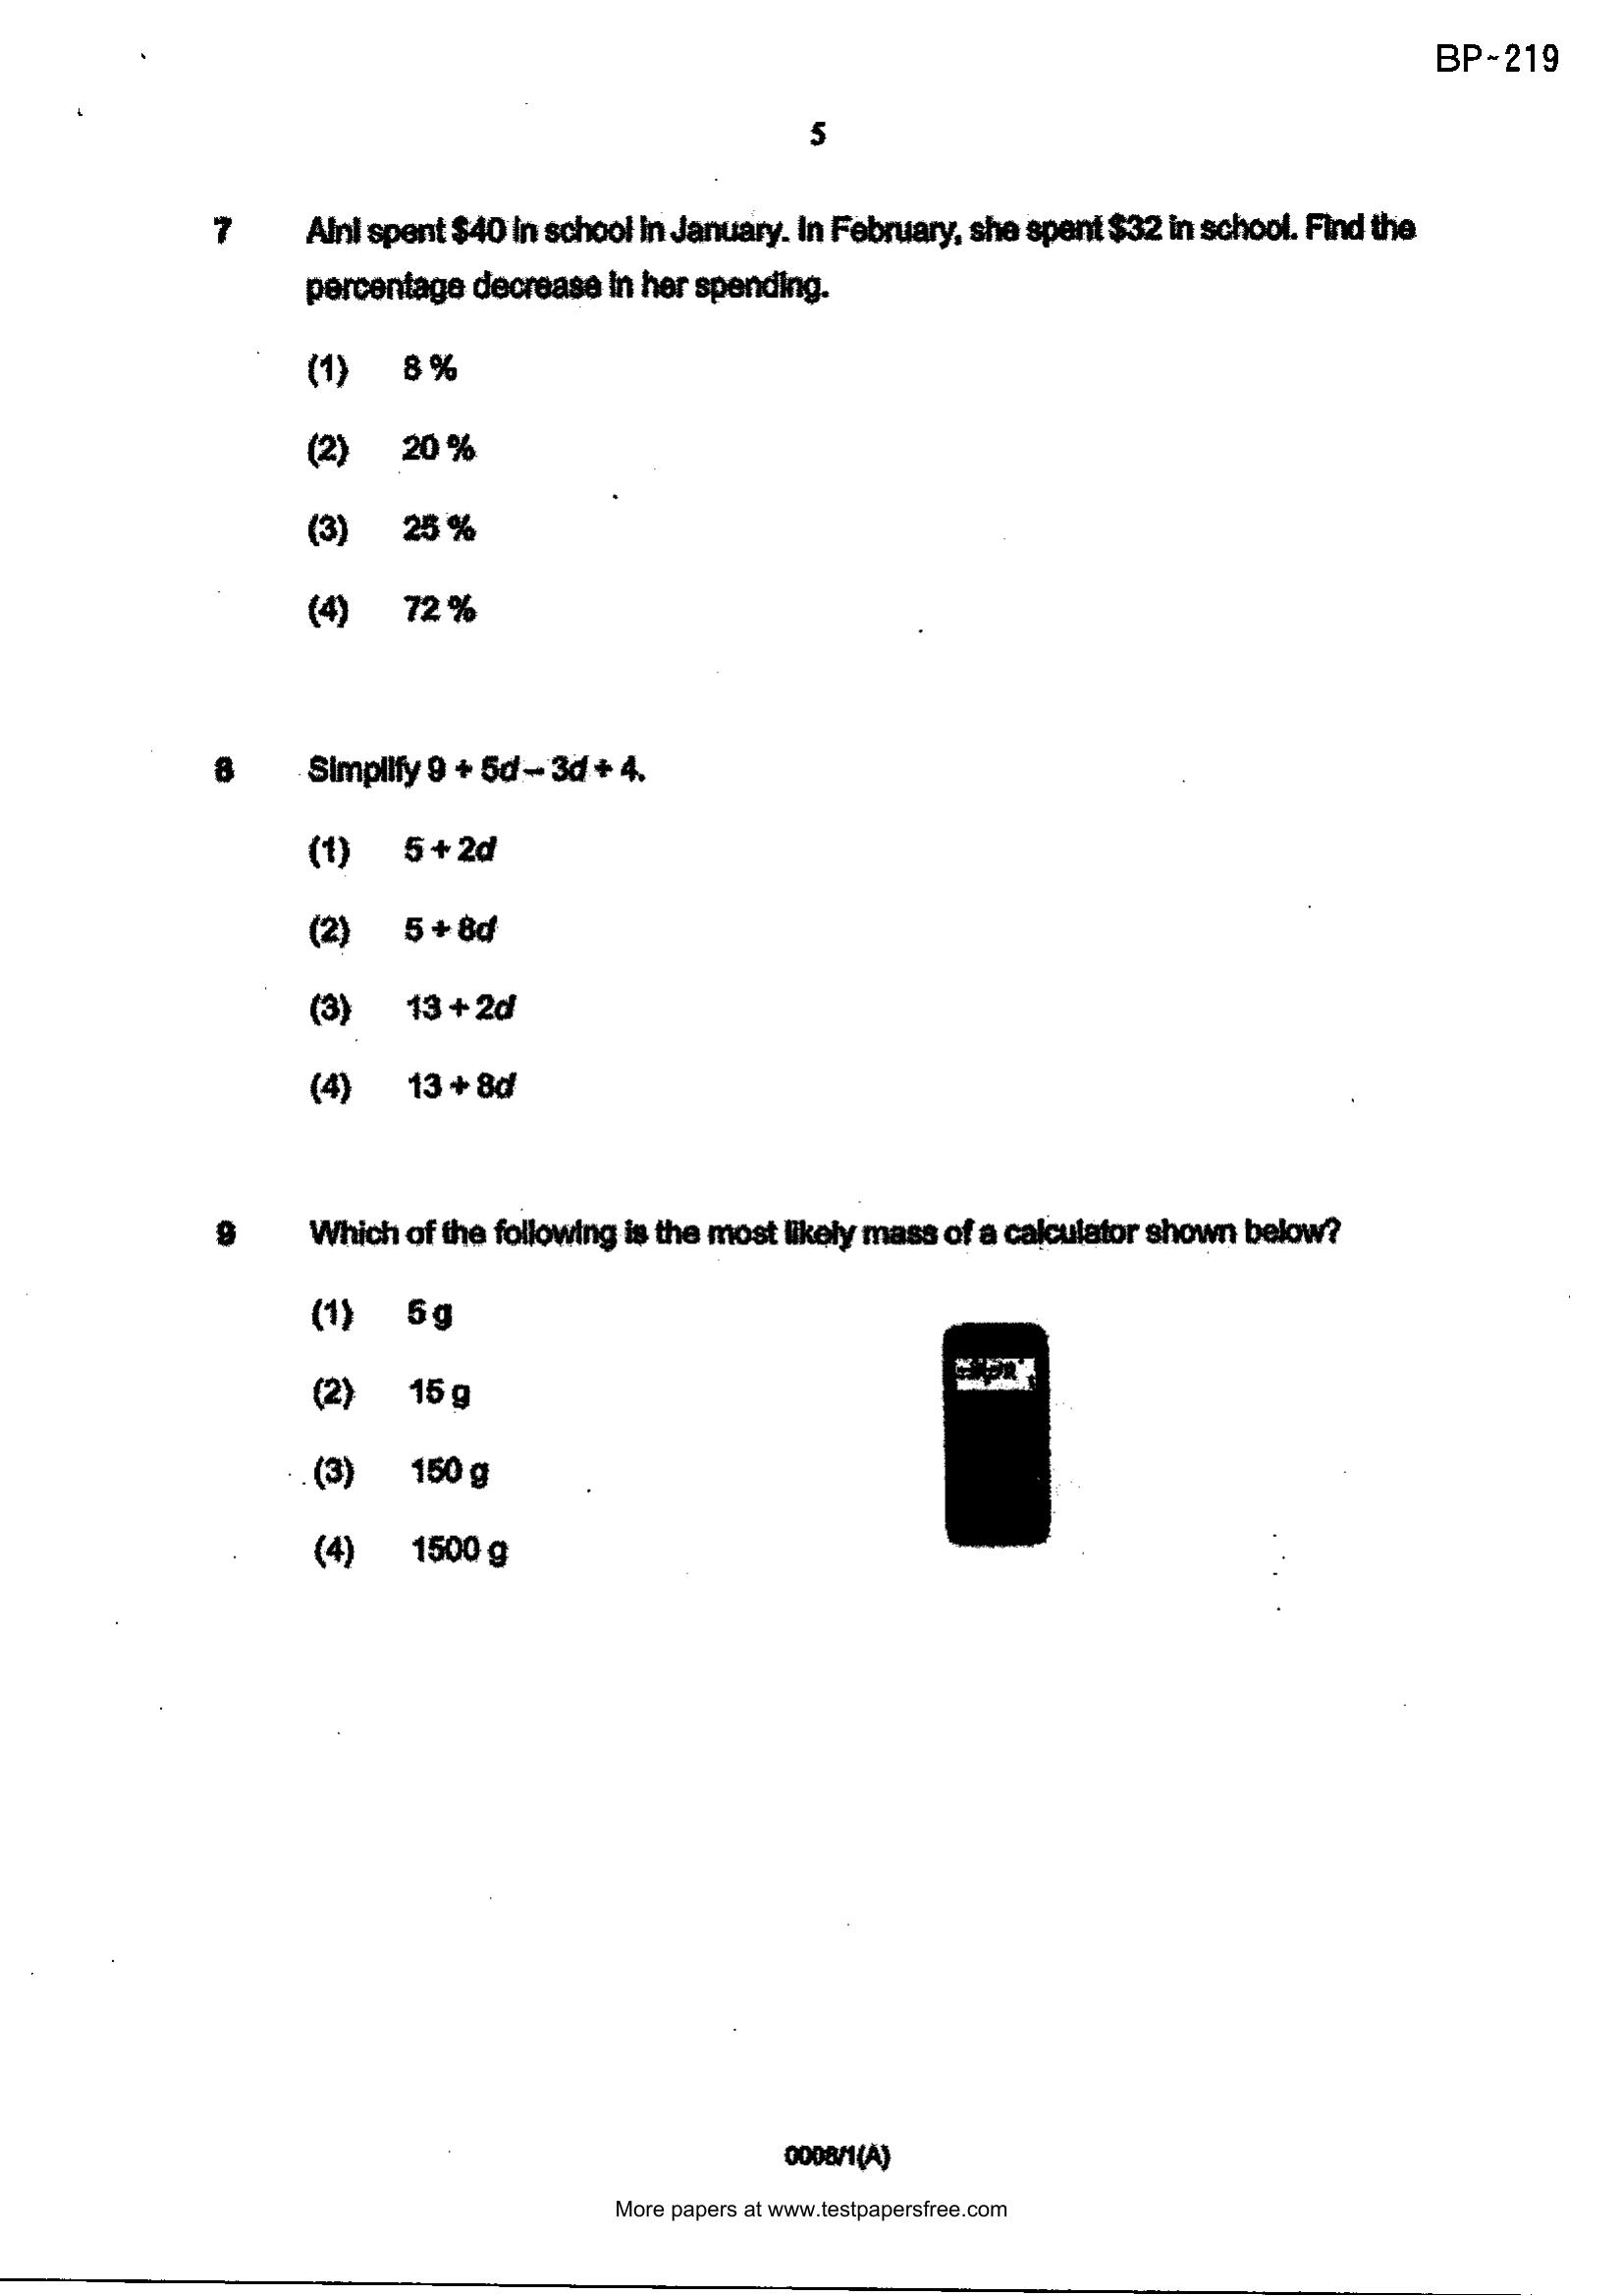 BP-219
5
7 Aini spent $40 in school in January. In February, she spent $32 in school. Find the
percentage decrease in her spending.
(1) 8 %
(2) 20 %
(3) 25 %
(4) 72 %
8 Simplify 9 + 5d – 3d + 4.
(1) 5 + 2d
(2) 5 + 8d
(3) 13 + 2d
(4) 13 + 8d
9 Which of the following is the most likely mass of a calculator shown below?
(1) 5 g
(2) 15 g
(3) 150 g
(4) 1500 g
0008/1(A)
More papers at www.testpapersfree.com